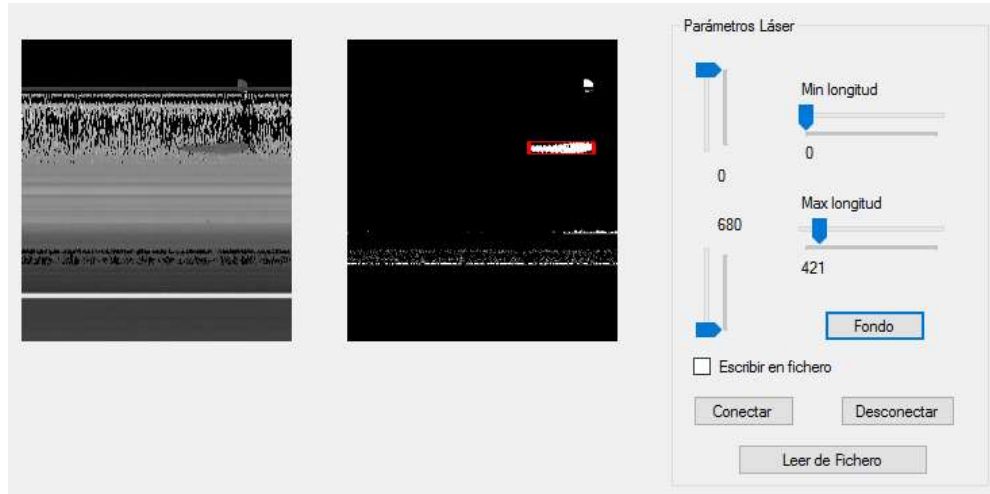 Parámetros Láser
Min longitud
0
0
Max longitud
680
421
Fondo
Escribir en fichero
Conectar
Desconectar
Leer de Fichero